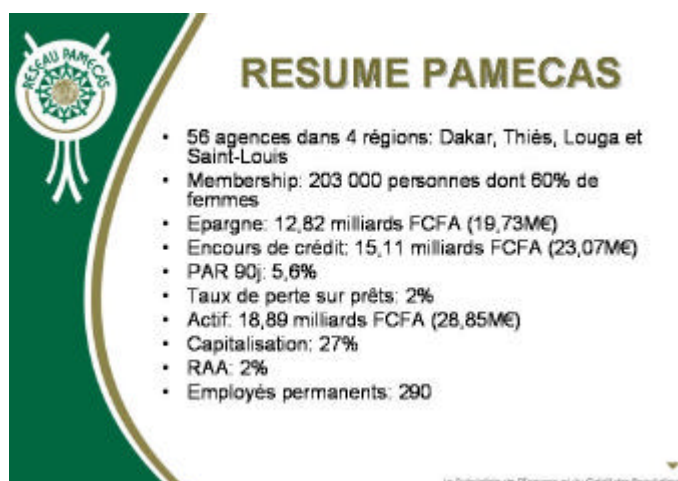 RESEAU PAMECAS
RESUME PAMECAS
• 56 agences dans 4 régions: Dakar, Thiés, Louga et
Saint-Louis
• Membership: 203 000 personnes dont 60% de
femmes
• Epargne: 12,82 milliards FCFA (19,73M€)
• Encours de crédit: 15,11 milliards FCFA (23,07M€)
• PAR 90j: 5,6%
• Taux de perte sur prêts: 2%
• Actif: 18,89 milliards FCFA (28,85M€)
• Capitalisation: 27%
• RAA: 2%
• Employés permanents: 290